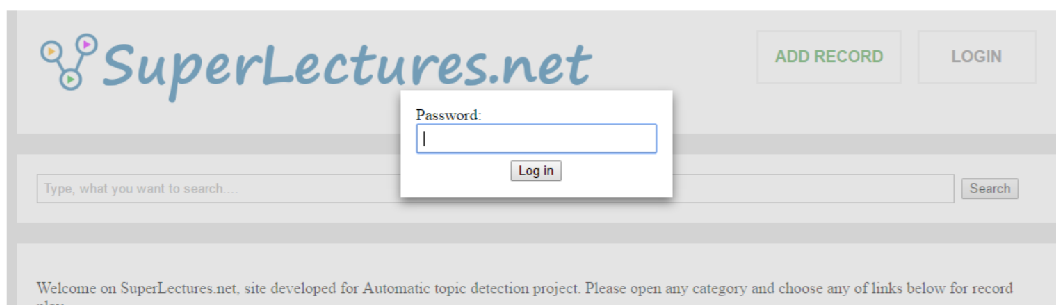 SuperLectures.net
ADD RECORD
LOGIN
Password:
Log in
Type, what you want to search....
Search
Welcome on SuperLectures.net, site developed for Automatic topic detection project. Please open any category and choose any of links below for record